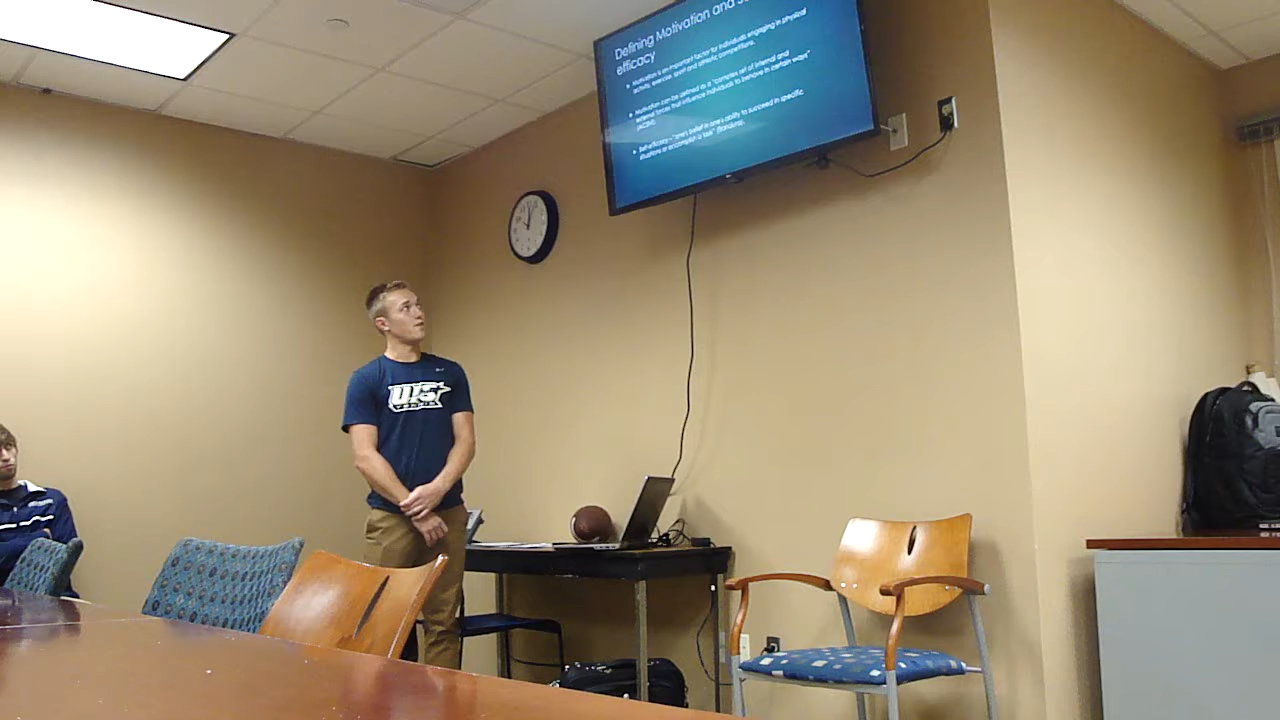 Defining Motivation and
efficacy
Motivation is an important factor for individuals engaging in physical
activity, exercise, sport and athletic competitions.
Motivation can be defined as a "complex set of internal and
external forces that influence individuals to behave in certain ways"
Self-efficacy - "one's belief in one's ability to succeed in specific
situations or accomplish a task" (Bandura).
UIS
TENNIS